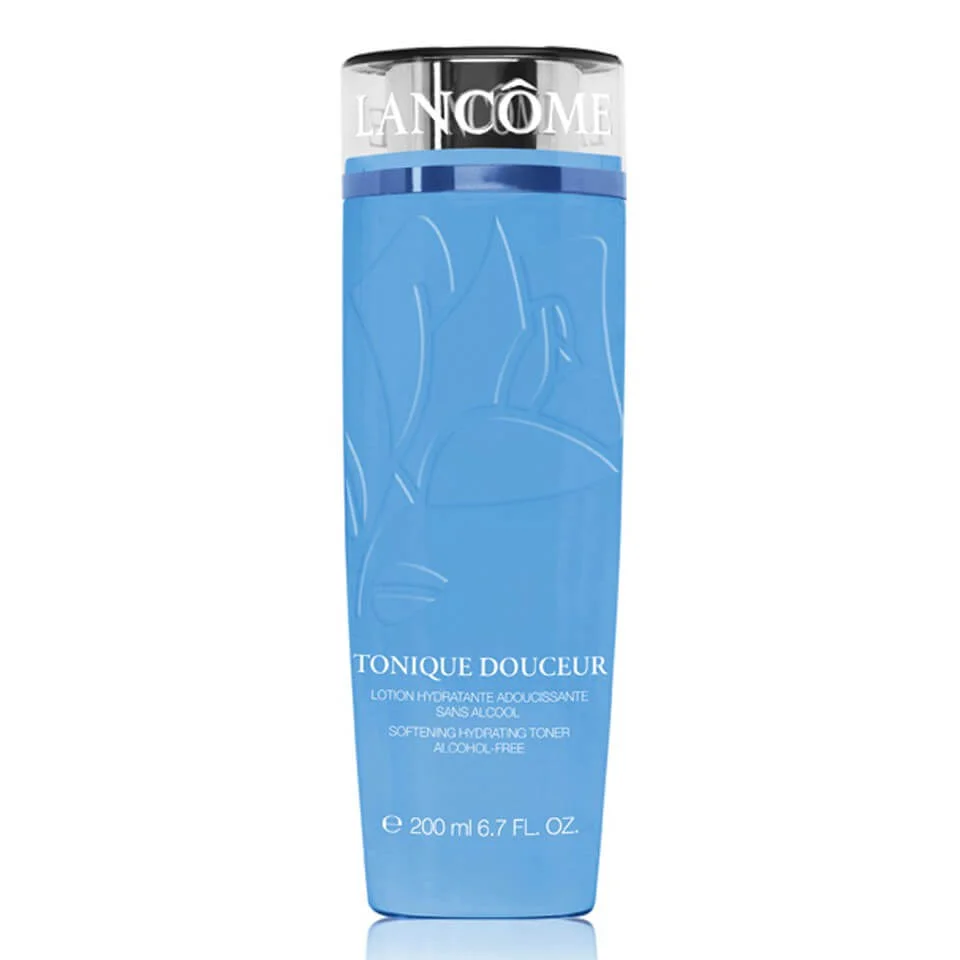 LANCÔME
TONIQUE DOUCEUR
LOTION HYDRATANTE ADOUCISSANTE
SANS ALCOOL
SOFTENING HYDRATING TONER
ALCOHOL-FREE
℮ 200 ml 6.7 FL. OZ.